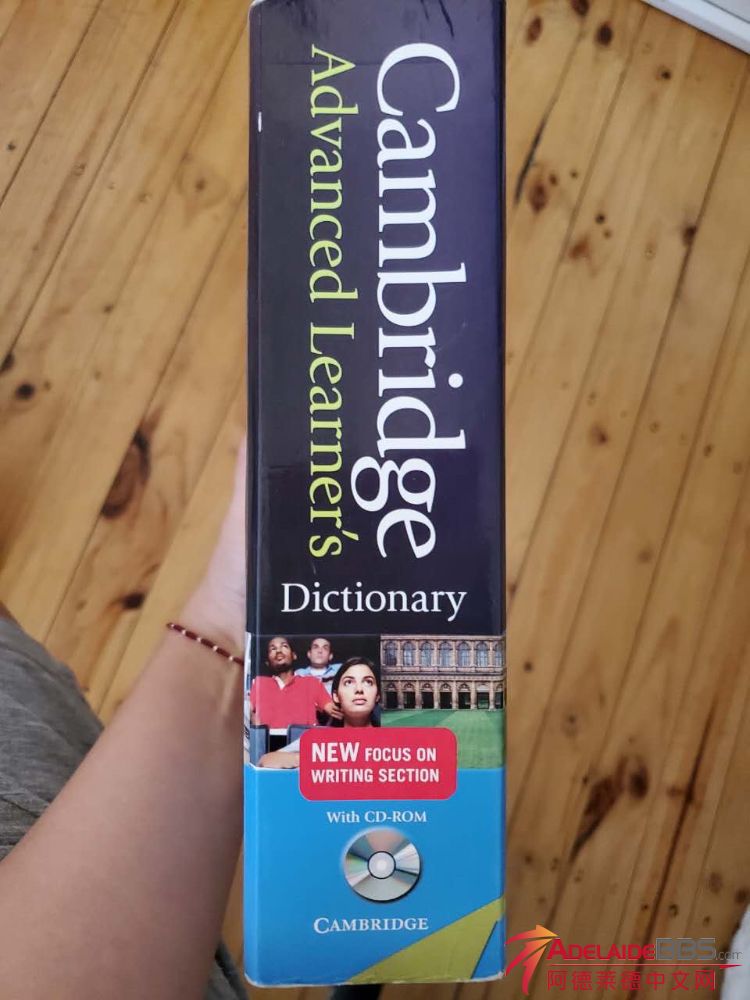 Cambridge
Advanced Learner's
Dictionary
NEW FOCUS ON
WRITING SECTION
With CD-ROM
CAMBRIDGE
ADELAIDEBBS.com
阿德莱德中文网